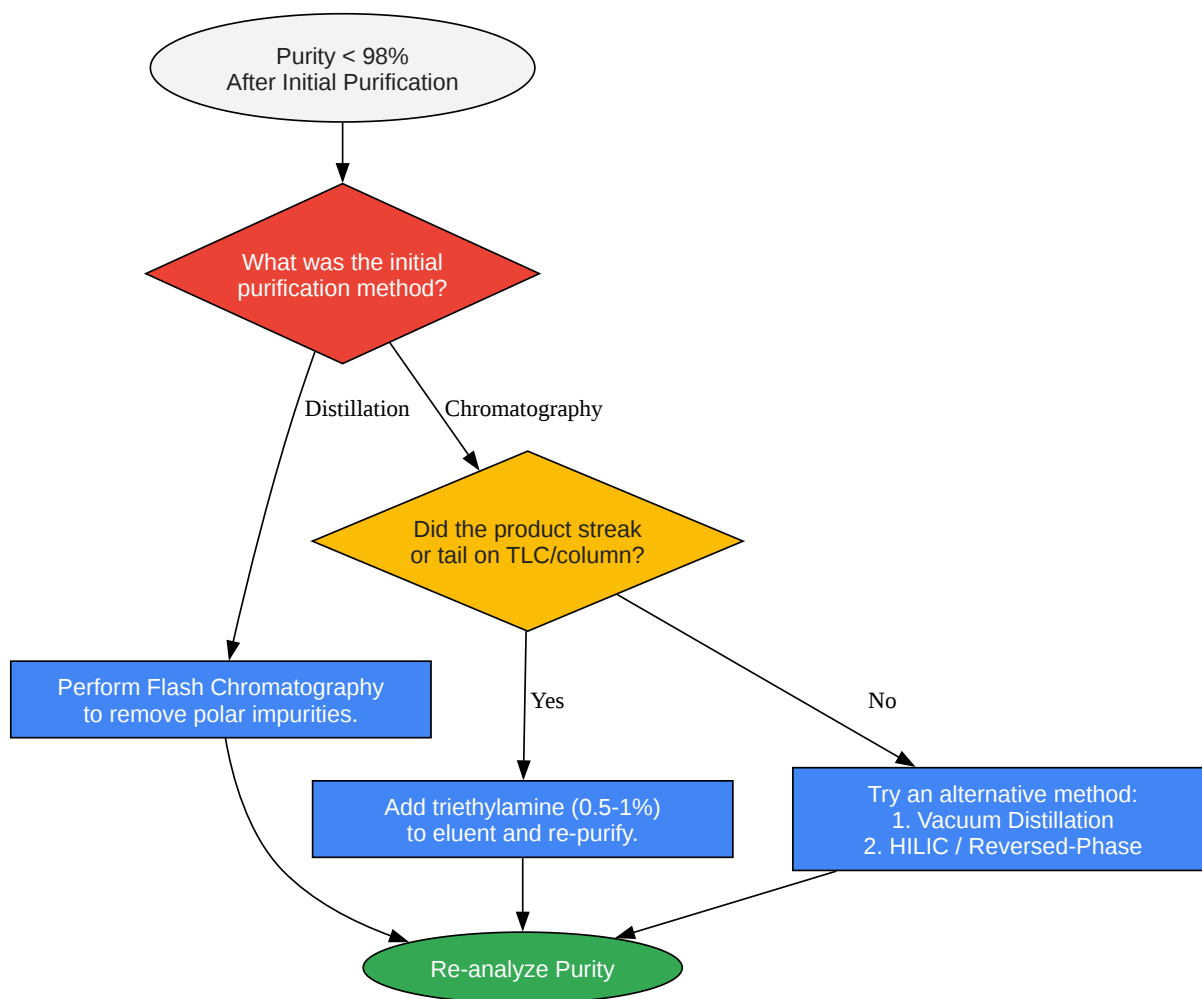 Purity < 98%
After Initial Purification
What was the initial
purification method?
Distillation
Chromatography
Did the product streak
or tail on TLC/column?
Perform Flash Chromatography
to remove polar impurities.
Yes
No
Add triethylamine (0.5-1%)
to eluent and re-purify.
Try an alternative method:
1. Vacuum Distillation
2. HILIC / Reversed-Phase
Re-analyze Purity